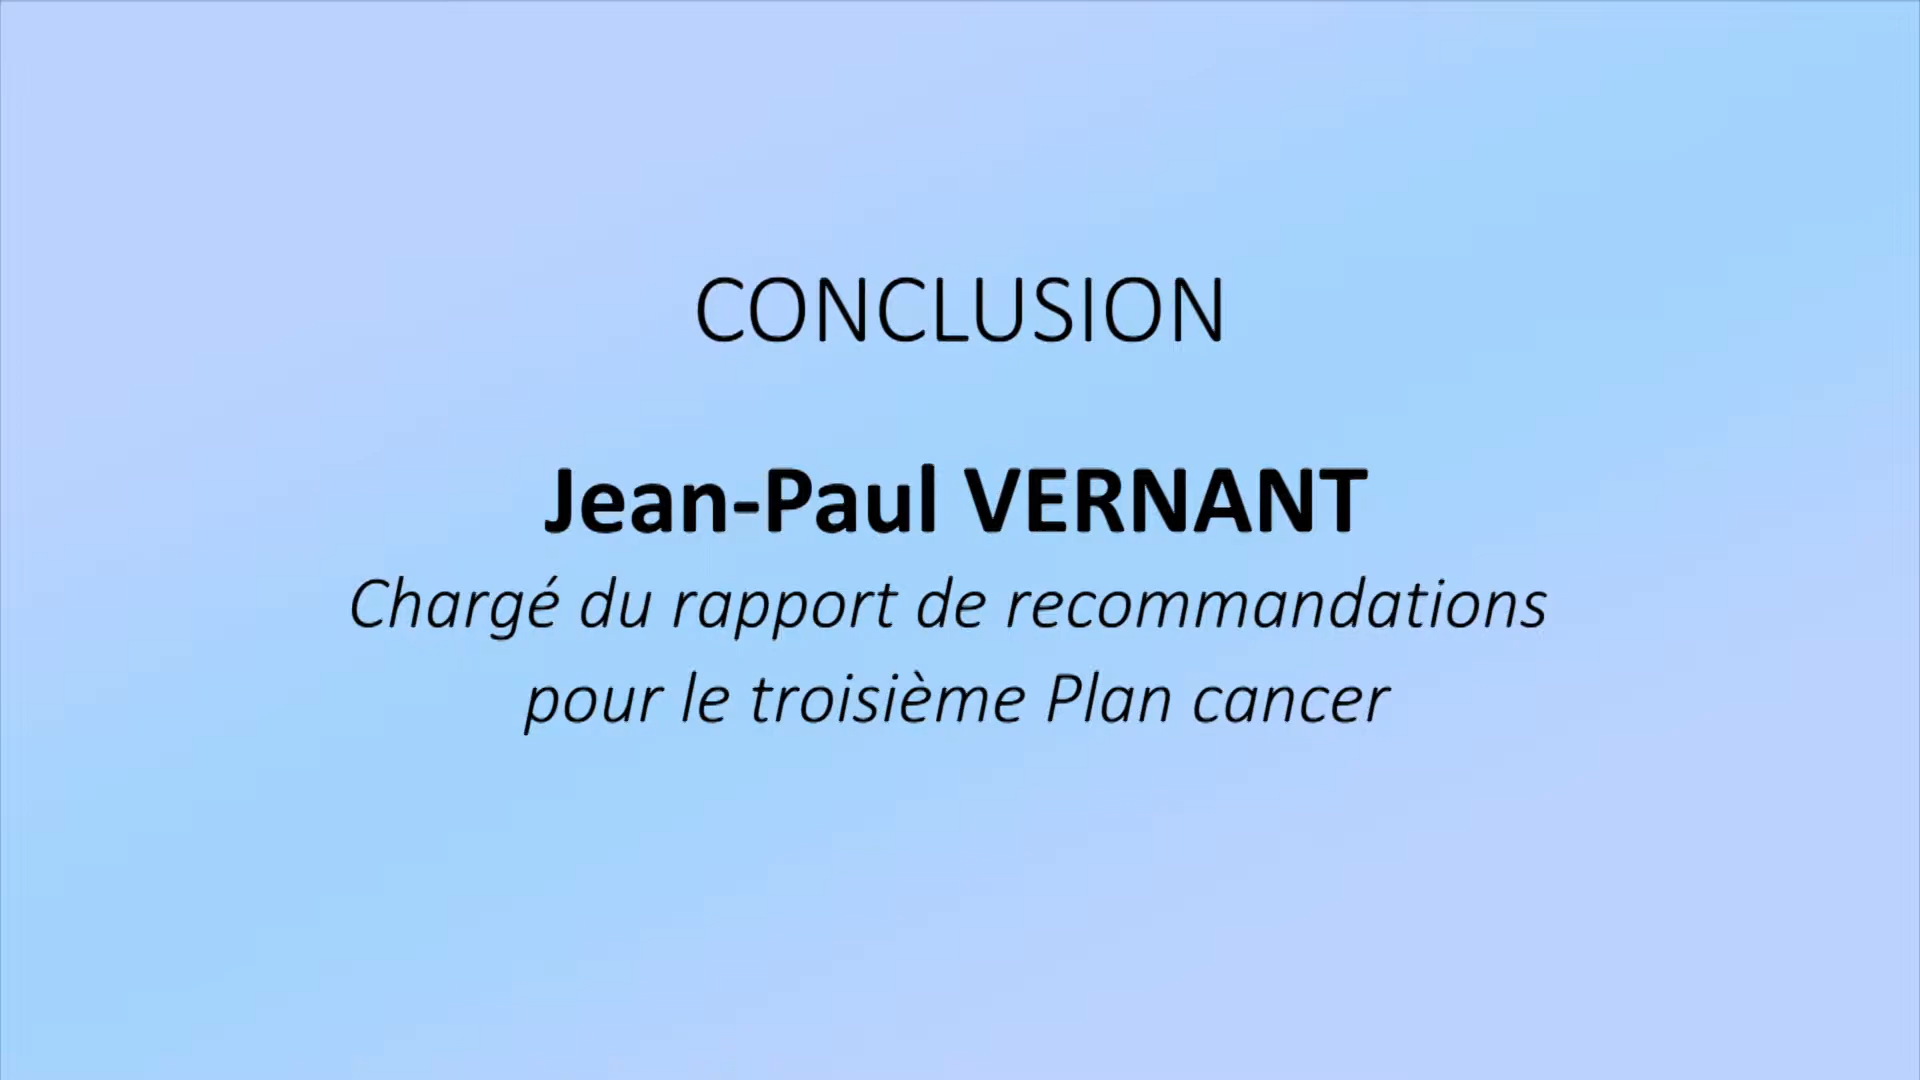 CONCLUSION
Jean-Paul VERNANT
Chargé du rapport de recommandations
pour le troisième Plan cancer